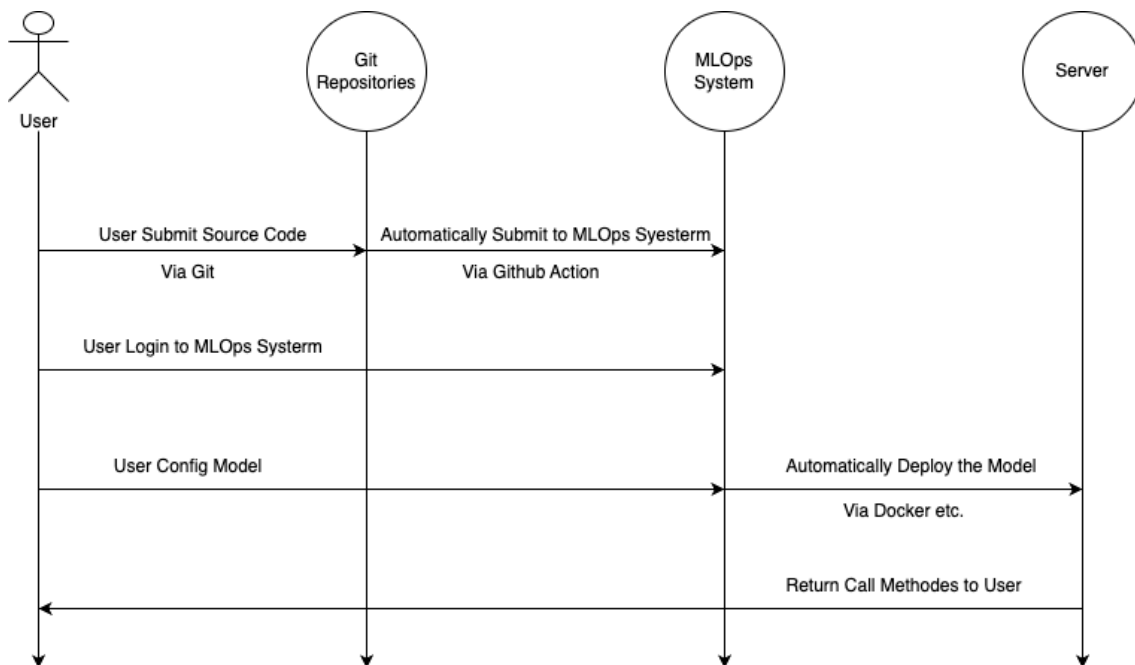 User
Git
Repositories
MLOps
System
Server
User Submit Source Code
Automatically Submit to MLOps Syesterm
Via Git
Via Github Action
User Login to MLOps Systerm
User Config Model
Automatically Deploy the Model
Via Docker etc.
Return Call Methodes to User